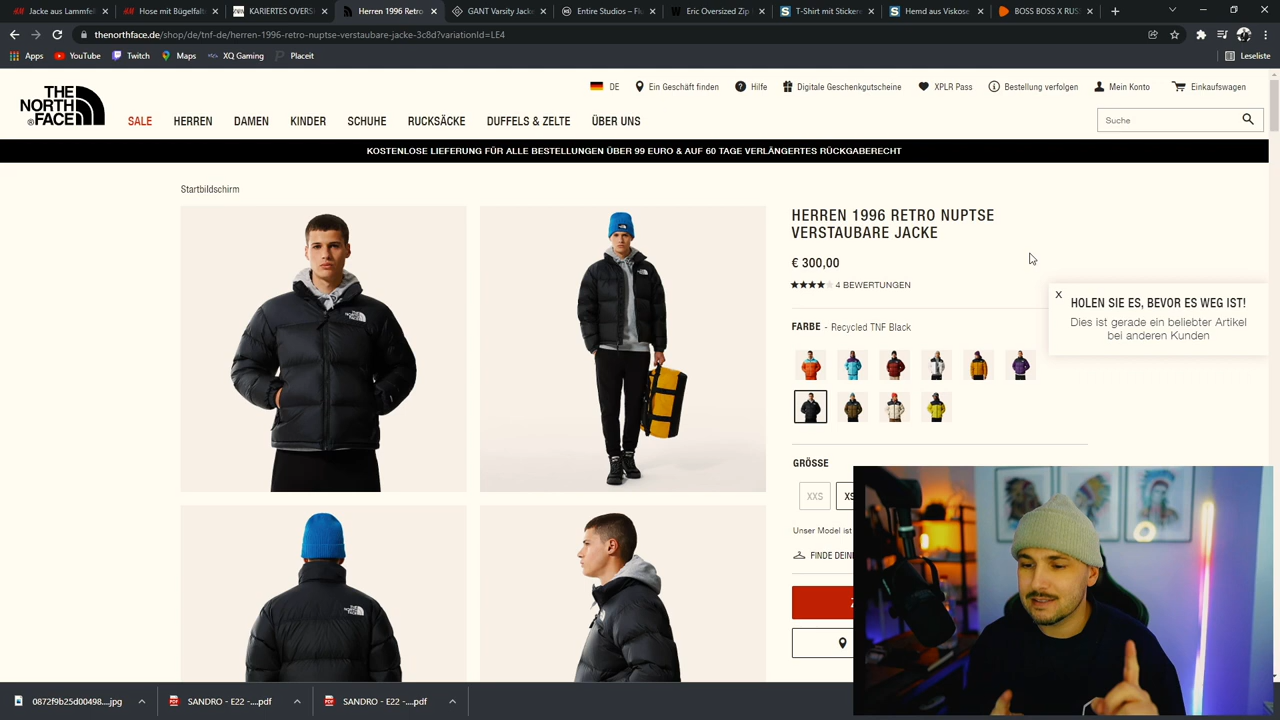 Jacke aus Lammfell
Hose mit Bügelfalte
KARIERTES OVERS
Herren 1996 Retro
GANT Varsity Jacke
Entire Studios – Fl
Eric Oversized Zip
T-Shirt mit Stickere
Hemd aus Viskose
BOSS BOSS X RUS
thenorthface.de/shop/de/tnf-de/herren-1996-retro-nuptse-verstaubare-jacke-3c8d?variationId=LE4
Apps
YouTube
Twitch
Maps
XQ Gaming
Placeit
Leseliste
THE
NORTH
FACE
DE
Ein Geschäft finden
Hilfe
Digitale Geschenkgutscheine
XPLR Pass
Bestellung verfolgen
Mein Konto
Einkaufswagen
SALE
HERREN
DAMEN
KINDER
SCHUHE
RUCKSÄCKE
DUFFELS & ZELTE
ÜBER UNS
Suche
KOSTENLOSE LIEFERUNG FÜR ALLE BESTELLUNGEN ÜBER 99 EURO & AUF 60 TAGE VERLÄNGERTES RÜCKGABERECHT
Startbildschirm
HERREN 1996 RETRO NUPTSE
VERSTAUBARE JACKE
€ 300,00
4 BEWERTUNGEN
X
HOLEN SIE ES, BEVOR ES WEG IST!
Dies ist gerade ein beliebter Artikel
bei anderen Kunden
FARBE - Recycled TNF Black
GRÖSSE
XXS
XS
Unser Model ist
FINDE DEINE
0872f9b25d00498....jpg
SANDRO - E22 -....pdf
SANDRO - E22 -....pdf